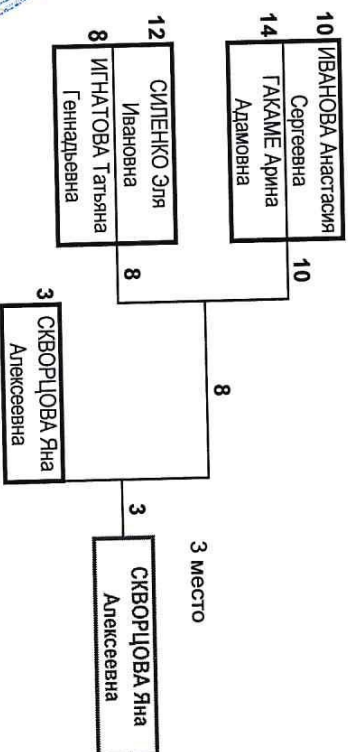 10 ИВАНОВА Анастасия
Сергеевна
14 ГАКАМЕ Арина
Адамовна
10
12 СИПЕНКО Эля
Ивановна
8 ИГНАТОВА Татьяна
Геннадьевна
8
8
3 СКВОРЦОВА Яна
Алексеевна
3
3 место
СКВОРЦОВА Яна
Алексеевна